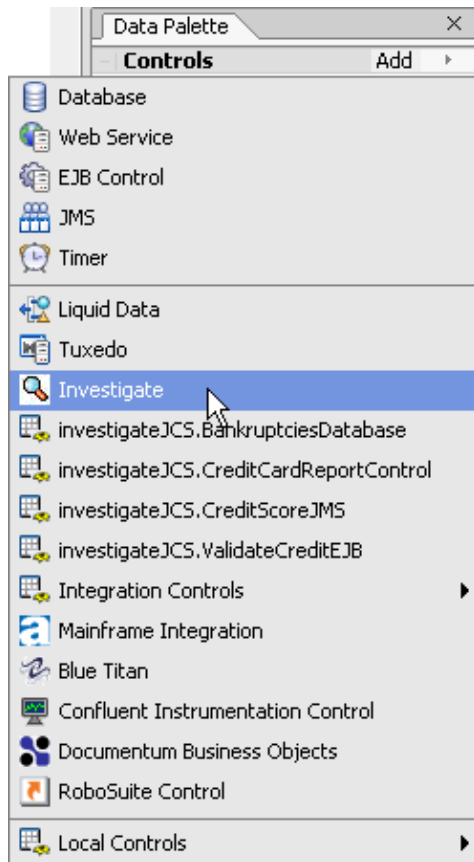 Data Palette
Controls Add
Database
Web Service
EJB Control
JMS
Timer
Liquid Data
Tuxedo
Investigate
investigateJCS.BankruptciesDatabase
investigateJCS.CreditCardReportControl
investigateJCS.CreditScoreJMS
investigateJCS.ValidateCreditEJB
Integration Controls
Mainframe Integration
Blue Titan
Confluent Instrumentation Control
Documentum Business Objects
RoboSuite Control
Local Controls